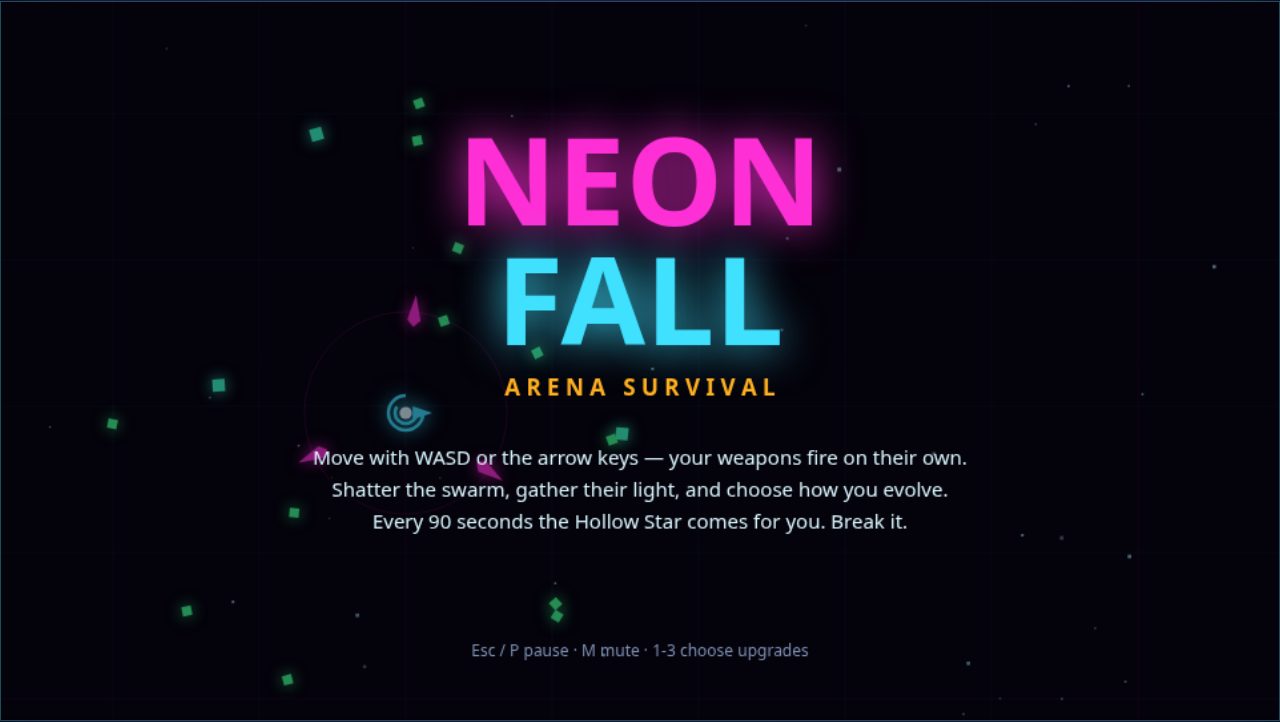 NEON
FALL
ARENA SURVIVAL
Move with WASD or the arrow keys — your weapons fire on their own.
Shatter the swarm, gather their light, and choose how you evolve.
Every 90 seconds the Hollow Star comes for you. Break it.
Esc / P pause · M mute · 1-3 choose upgrades